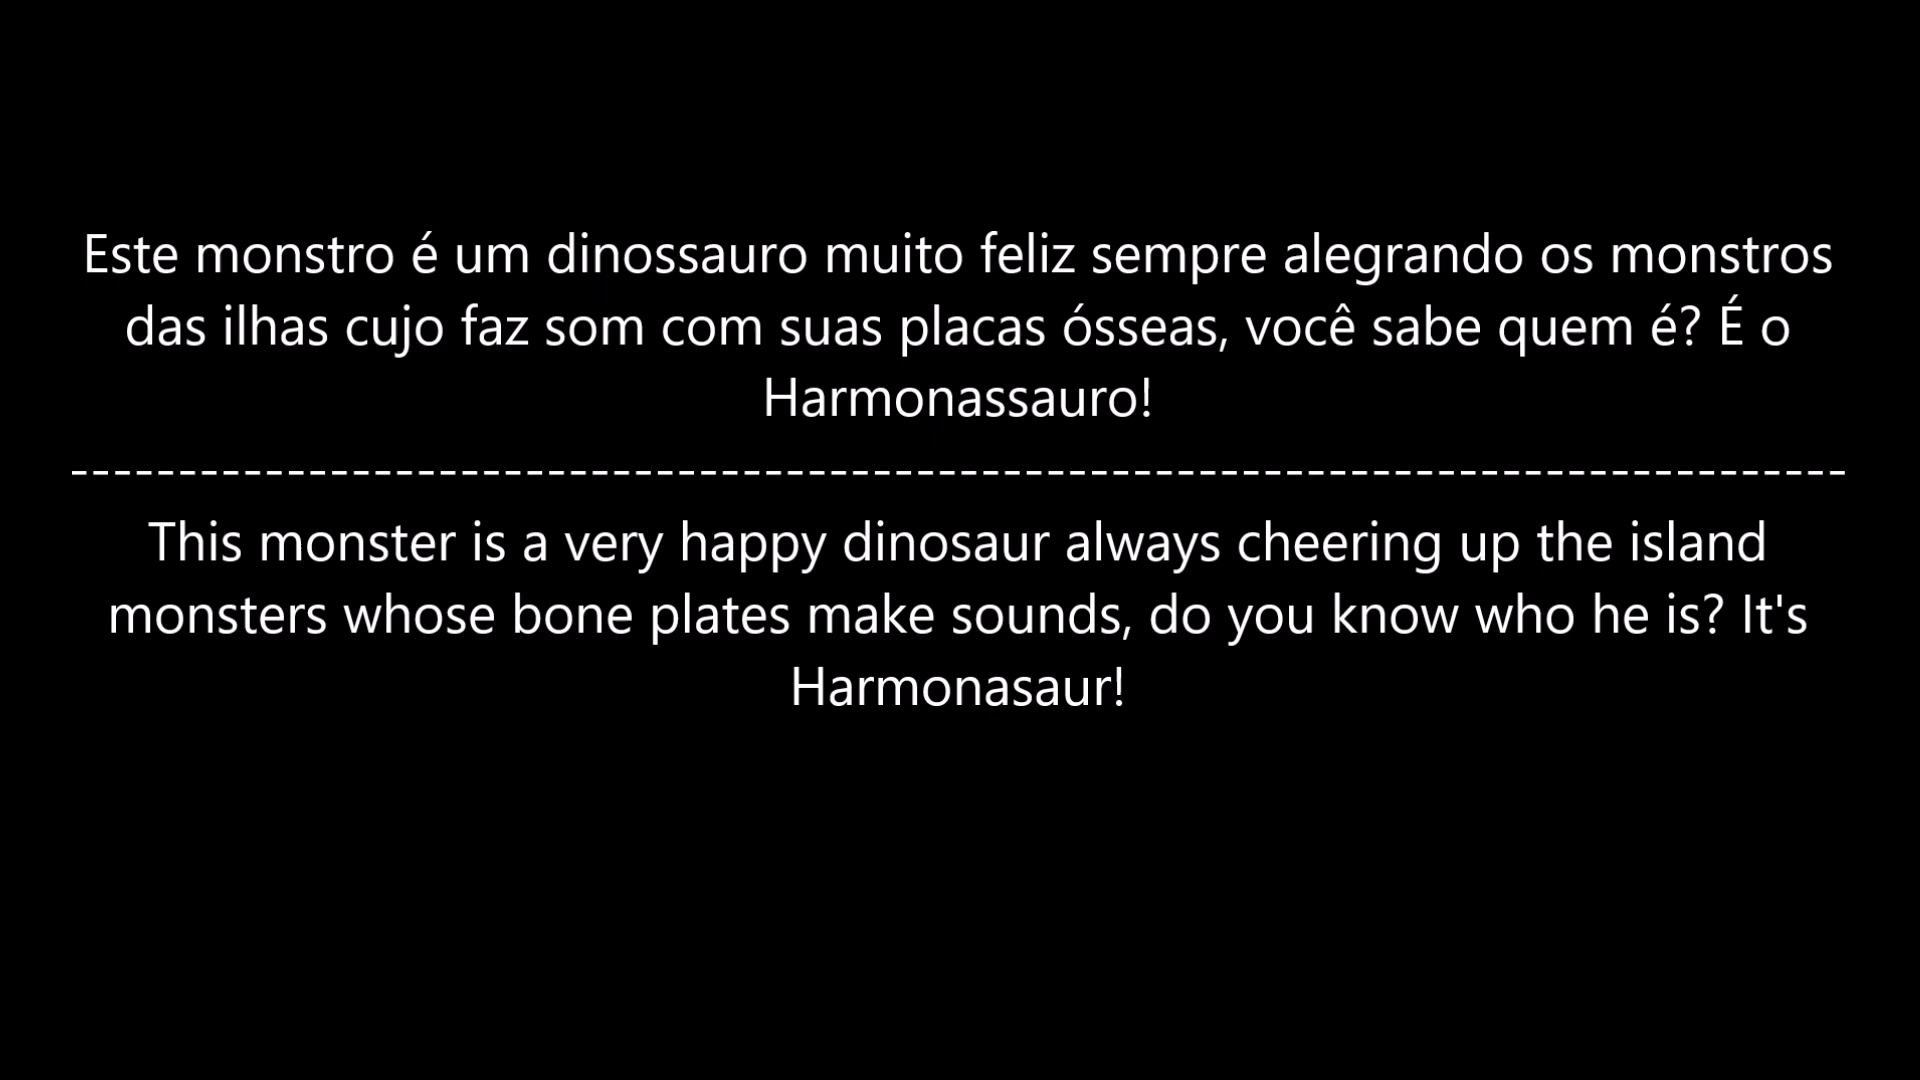 Este monstro é um dinossauro muito feliz sempre alegrando os monstros
das ilhas cujo faz som com suas placas ósseas, você sabe quem é? É o
Harmonassauro!
----------------------------------------------------------------------------------
This monster is a very happy dinosaur always cheering up the island
monsters whose bone plates make sounds, do you know who he is? It's
Harmonasaur!